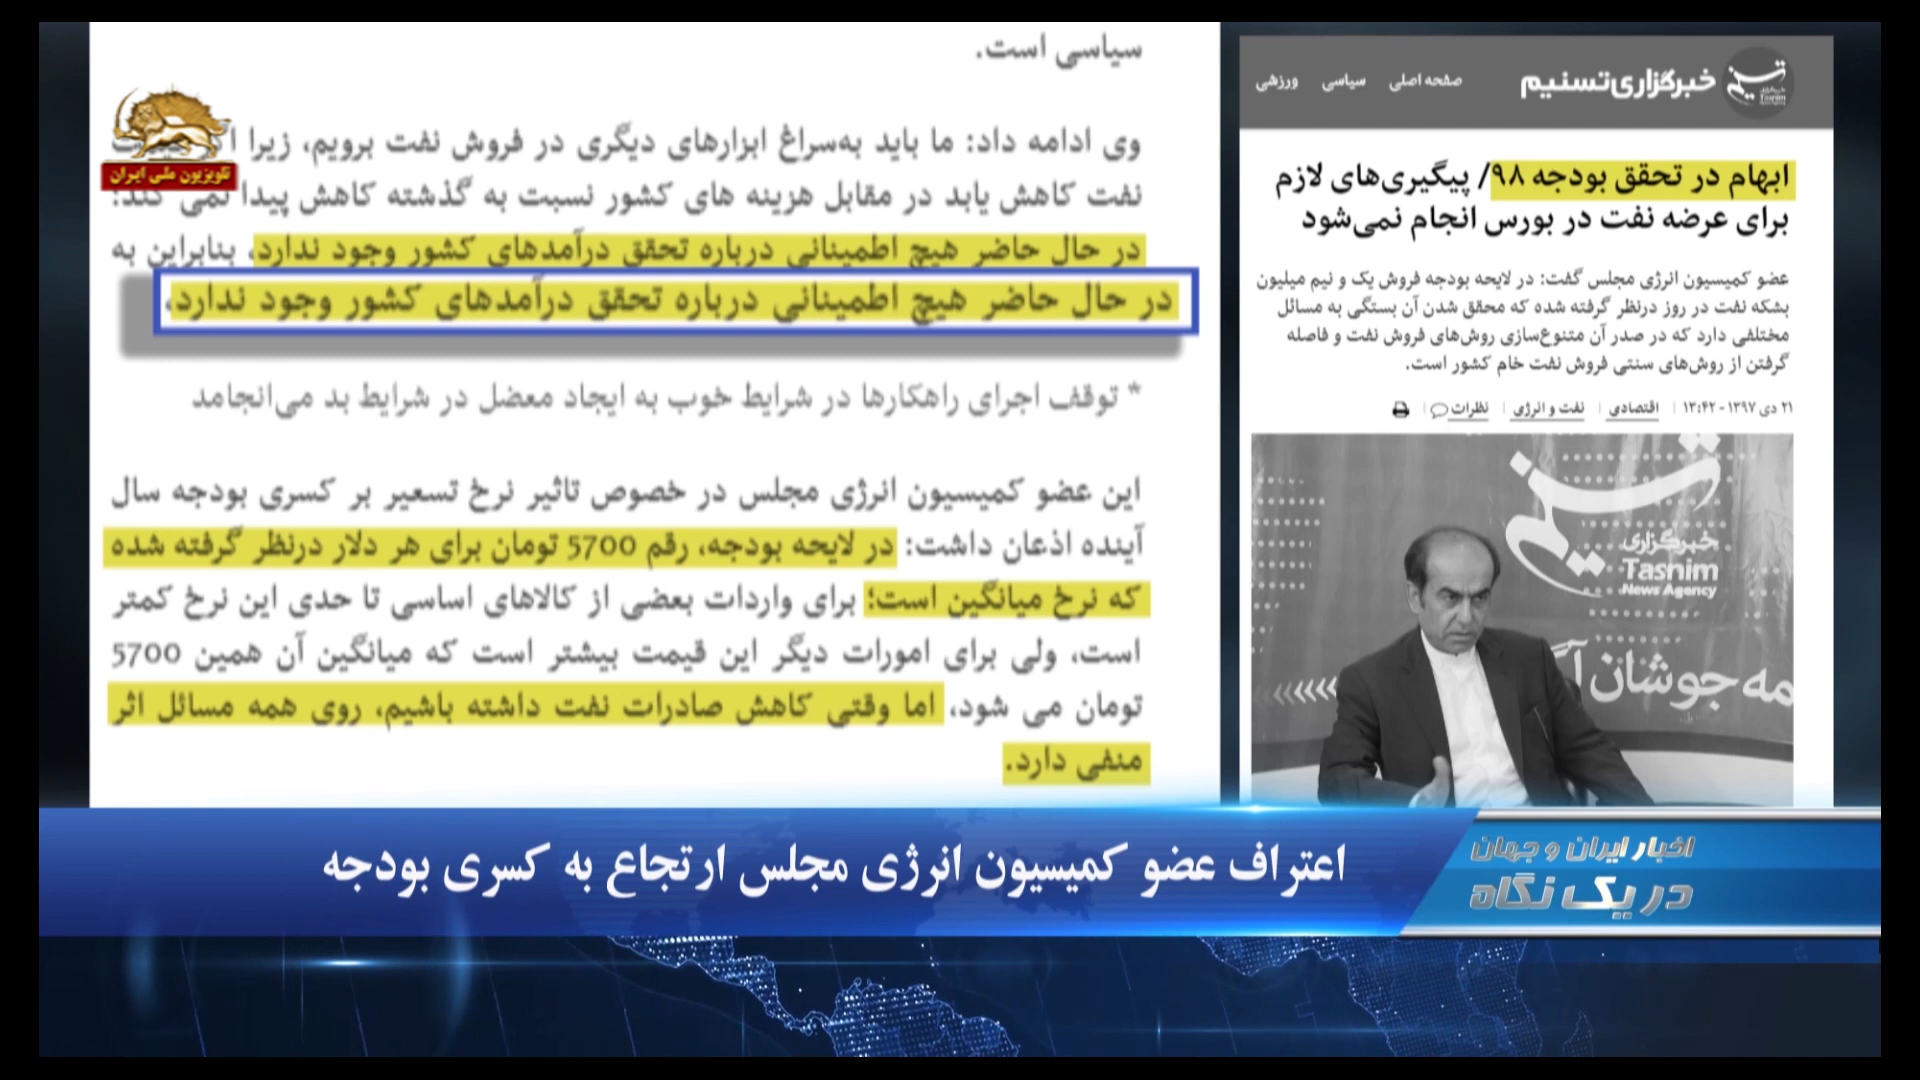 سیاسی است.
وی ادامه داد: ما باید به‌سراغ ابزارهای دیگری در فروش نفت برویم، زیرا
نفت کاهش یابد در مقابل هزینه های کشور نسبت به گذشته کاهش پیدا نمی کند؛
در حال حاضر هیچ اطمینانی درباره تحقق درآمدهای کشور وجود ندارد، بنابراین به
در حال حاضر هیچ اطمینانی درباره تحقق درآمدهای کشور وجود ندارد،
* توقف اجرای راهکارها در شرایط خوب به ایجاد معضل در شرایط بد می‌انجامد
این عضو کمیسیون انرژی مجلس در خصوص تاثیر نرخ تسعیر بر کسری بودجه سال
آینده اذعان داشت: در لایحه بودجه، رقم 5700 تومان برای هر دلار درنظر گرفته شده
که نرخ میانگین است؛ برای واردات بعضی از کالاهای اساسی تا حدی این نرخ کمتر
است، ولی برای امورات دیگر این قیمت بیشتر است که میانگین آن همین 5700
تومان می شود، اما وقتی کاهش صادرات نفت داشته باشیم، روی همه مسائل اثر
منفی دارد.
تلویزیون ملی ایران
خبرگزاری تسنیم
Tasnim
صفحه اصلی سیاسی ورزشی
ابهام در تحقق بودجه ۹۸/ پیگیری‌های لازم
برای عرضه نفت در بورس انجام نمی‌شود
عضو کمیسیون انرژی مجلس گفت: در لایحه بودجه فروش یک و نیم میلیون
بشکه نفت در روز درنظر گرفته شده که محقق شدن آن بستگی به مسائل
مختلفی دارد که در صدر آن متنوع‌سازی روش‌های فروش نفت و فاصله
گرفتن از روش‌های سنتی فروش نفت خام کشور است.
۲۱ دی ۱۳۹۷ - ۱۳:۴۲ | اقتصادی | نفت و انرژی | نظرات
تسنیم
خبرگزاری
Tasnim
News Agency
مه جوشان آ
اخبار ایران و جهان
در یک نگاه
اعتراف عضو کمیسیون انرژی مجلس ارتجاع به کسری بودجه